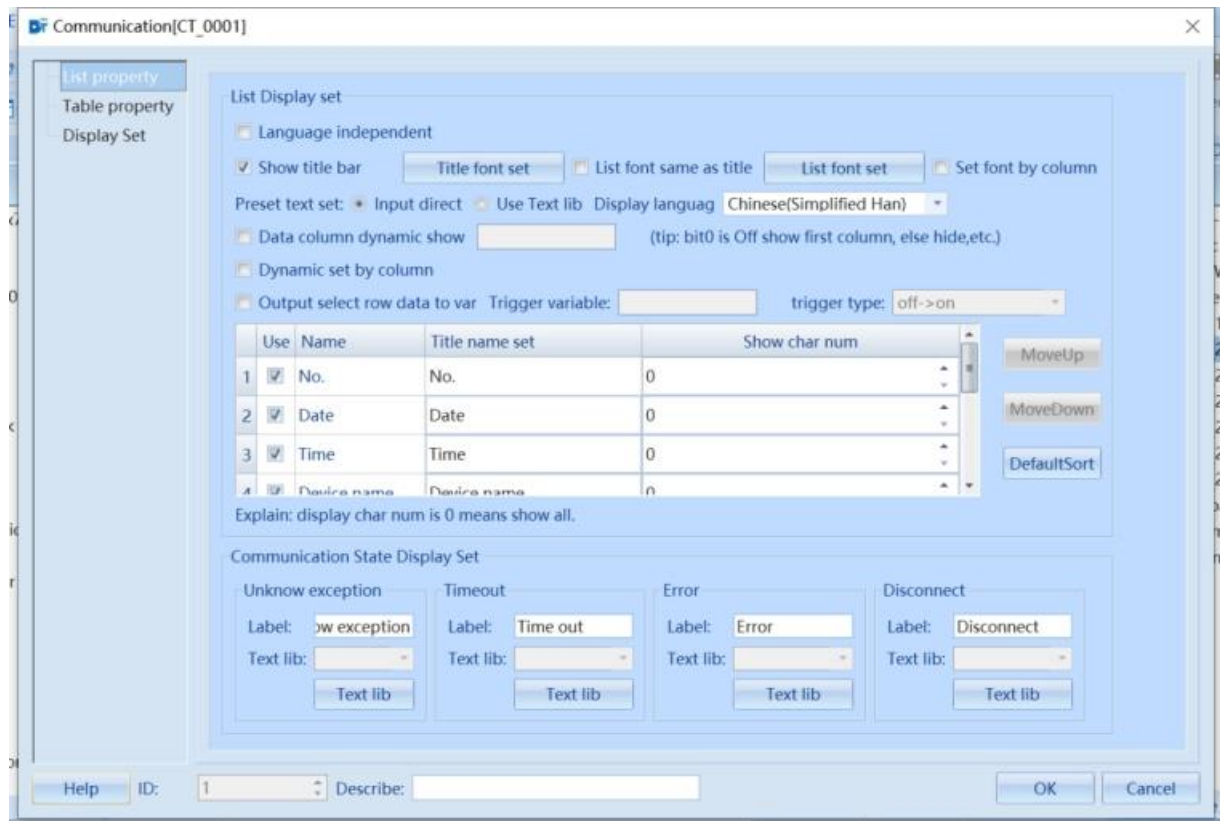 Communication[CT_0001]
List property
Table property
Display Set
List Display set
Language independent
Show title bar Title font set List font same as title List font set Set font by column
Preset text set: Input direct Use Text lib Display languag Chinese(Simplified Han)
Data column dynamic show (tip: bit0 is Off show first column, else hide,etc.)
Dynamic set by column
Output select row data to var Trigger variable: trigger type: off->on
Use Name Title name set Show char num
1 No. No. 0
2 Date Date 0
3 Time Time 0
4 Device name Device name 0
MoveUp
MoveDown
DefaultSort
Explain: display char num is 0 means show all.
Communication State Display Set
Unknow exception Timeout Error Disconnect
Label: ow exception Label: Time out Label: Error Label: Disconnect
Text lib: Text lib: Text lib: Text lib:
Text lib Text lib Text lib Text lib
Help ID: 1 Describe: OK Cancel